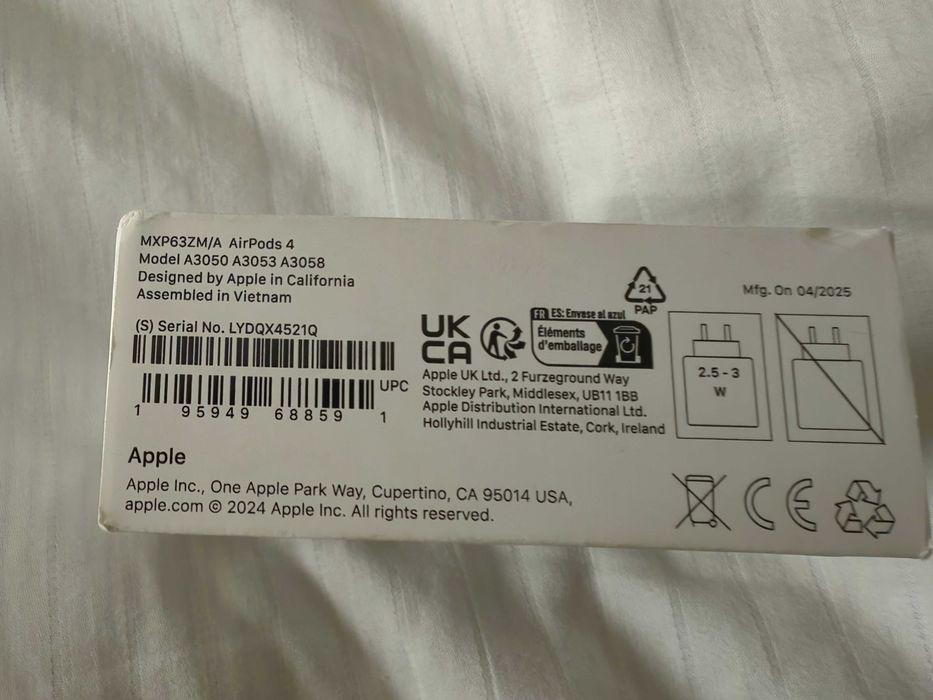 MXP63ZM/A AirPods 4
Model A3050 A3053 A3058
Designed by Apple in California
Assembled in Vietnam
(S) Serial No. LYDQX4521Q
UPC
1 95949 68859 1
Apple
Apple Inc., One Apple Park Way, Cupertino, CA 95014 USA,
apple.com © 2024 Apple Inc. All rights reserved.
UK
CA
FR ES: Envase al azul
Éléments
d'emballage
21
PAP
Apple UK Ltd., 2 Furzeground Way
Stockley Park, Middlesex, UB11 1BB
Apple Distribution International Ltd.
Hollyhill Industrial Estate, Cork, Ireland
Mfg. On 04/2025
2.5 - 3
W
CE